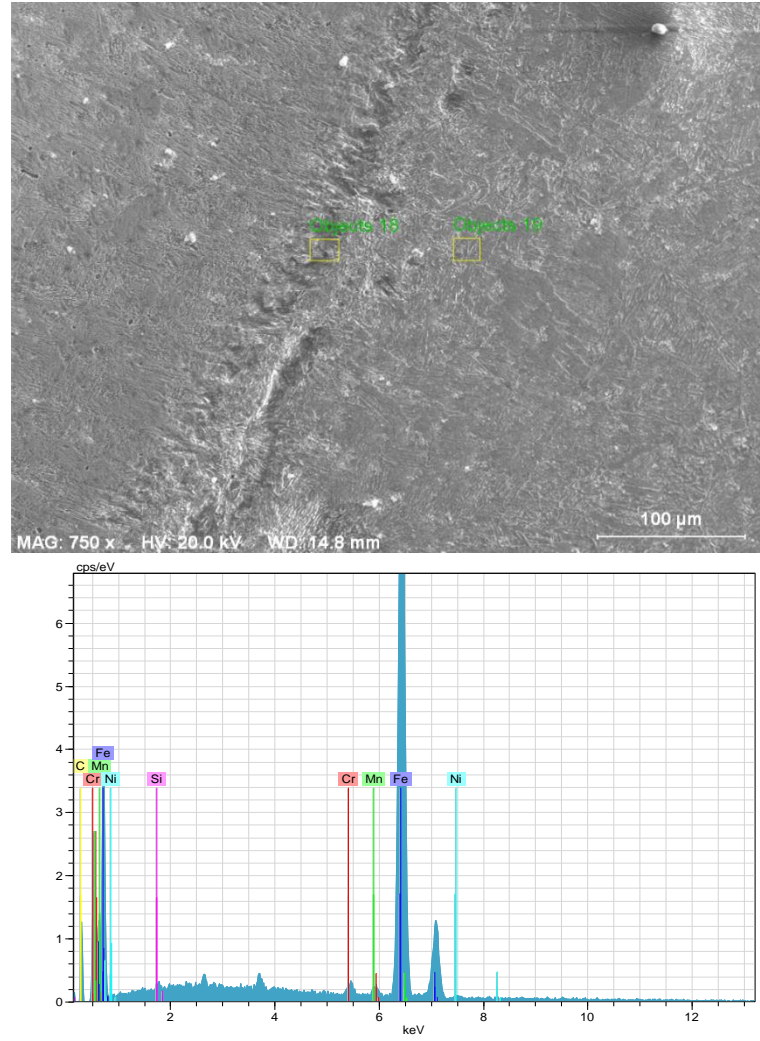 Objects 18 Objects 19
MAG: 750 x HV: 20.0 kV WD: 14.8 mm
100 µm
cps/eV
6
5
4
3
2
1
0
Fe
C Mn
Cr Ni Si Cr Mn Fe Ni
2 4 6 8 10 12
keV